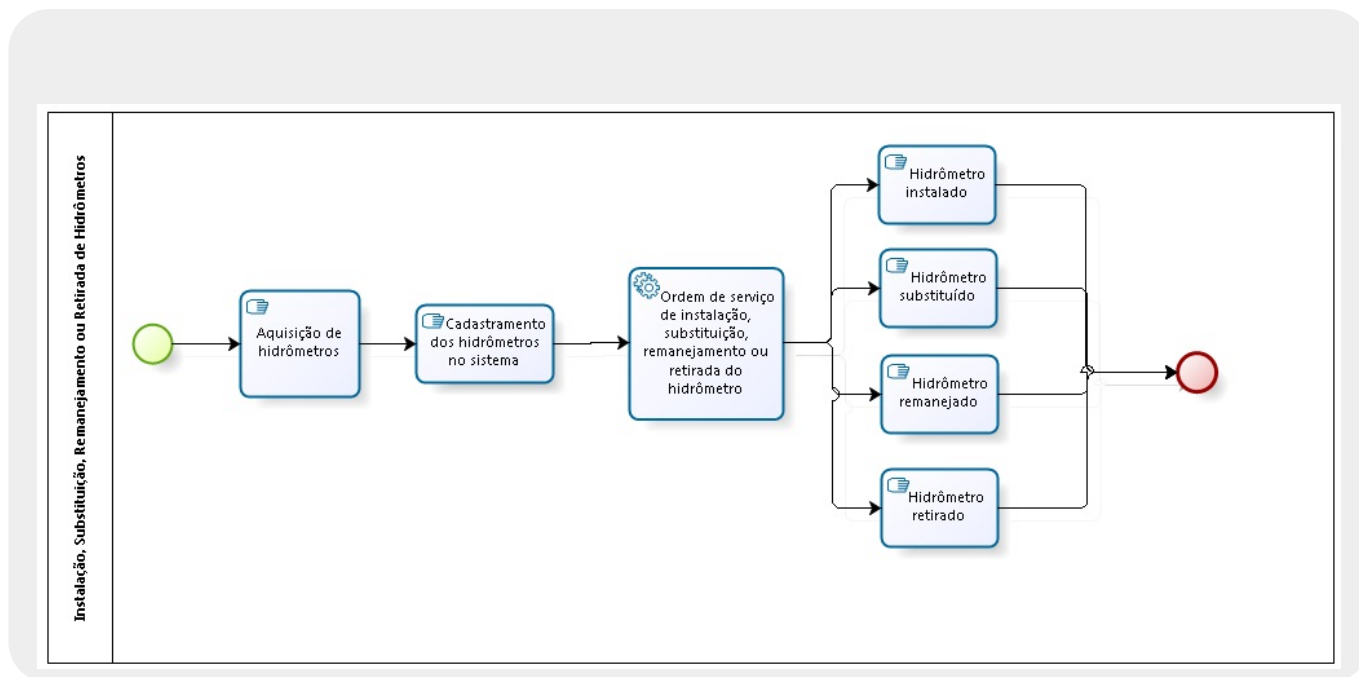 Instalação, Substituição, Remanejamento ou Retirada de Hidrômetros
Aquisição de
hidrômetros
Cadastramento
dos hidrômetros
no sistema
Ordem de serviço
de instalação,
substituição,
remanejamento ou
retirada do
hidrômetro
Hidrômetro
instalado
Hidrômetro
substituído
Hidrômetro
remanejado
Hidrômetro
retirado